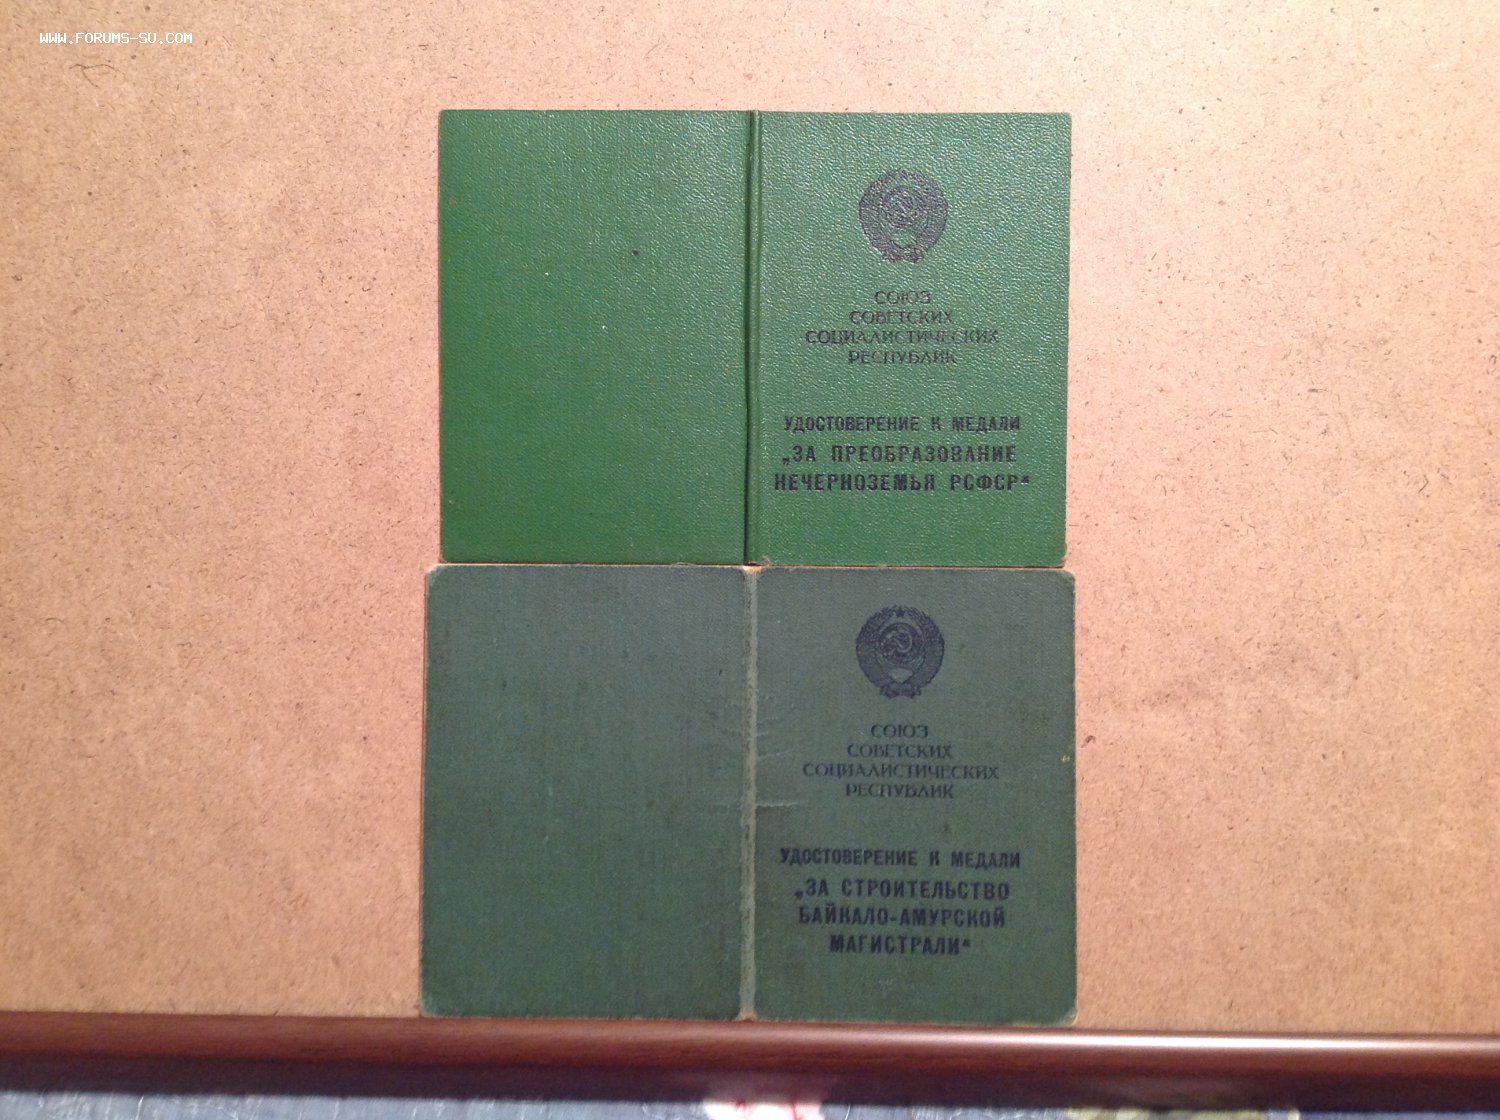 WWW.FORUMS-SU.COM
СОЮЗ
СОВЕТСКИХ
СОЦИАЛИСТИЧЕСКИХ
РЕСПУБЛИК
УДОСТОВЕРЕНИЕ К МЕДАЛИ
„ЗА ПРЕОБРАЗОВАНИЕ
НЕЧЕРНОЗЕМЬЯ РСФСР“
СОЮЗ
СОВЕТСКИХ
СОЦИАЛИСТИЧЕСКИХ
РЕСПУБЛИК
УДОСТОВЕРЕНИЕ К МЕДАЛИ
„ЗА СТРОИТЕЛЬСТВО
БАЙКАЛО-АМУРСКОЙ
МАГИСТРАЛИ“